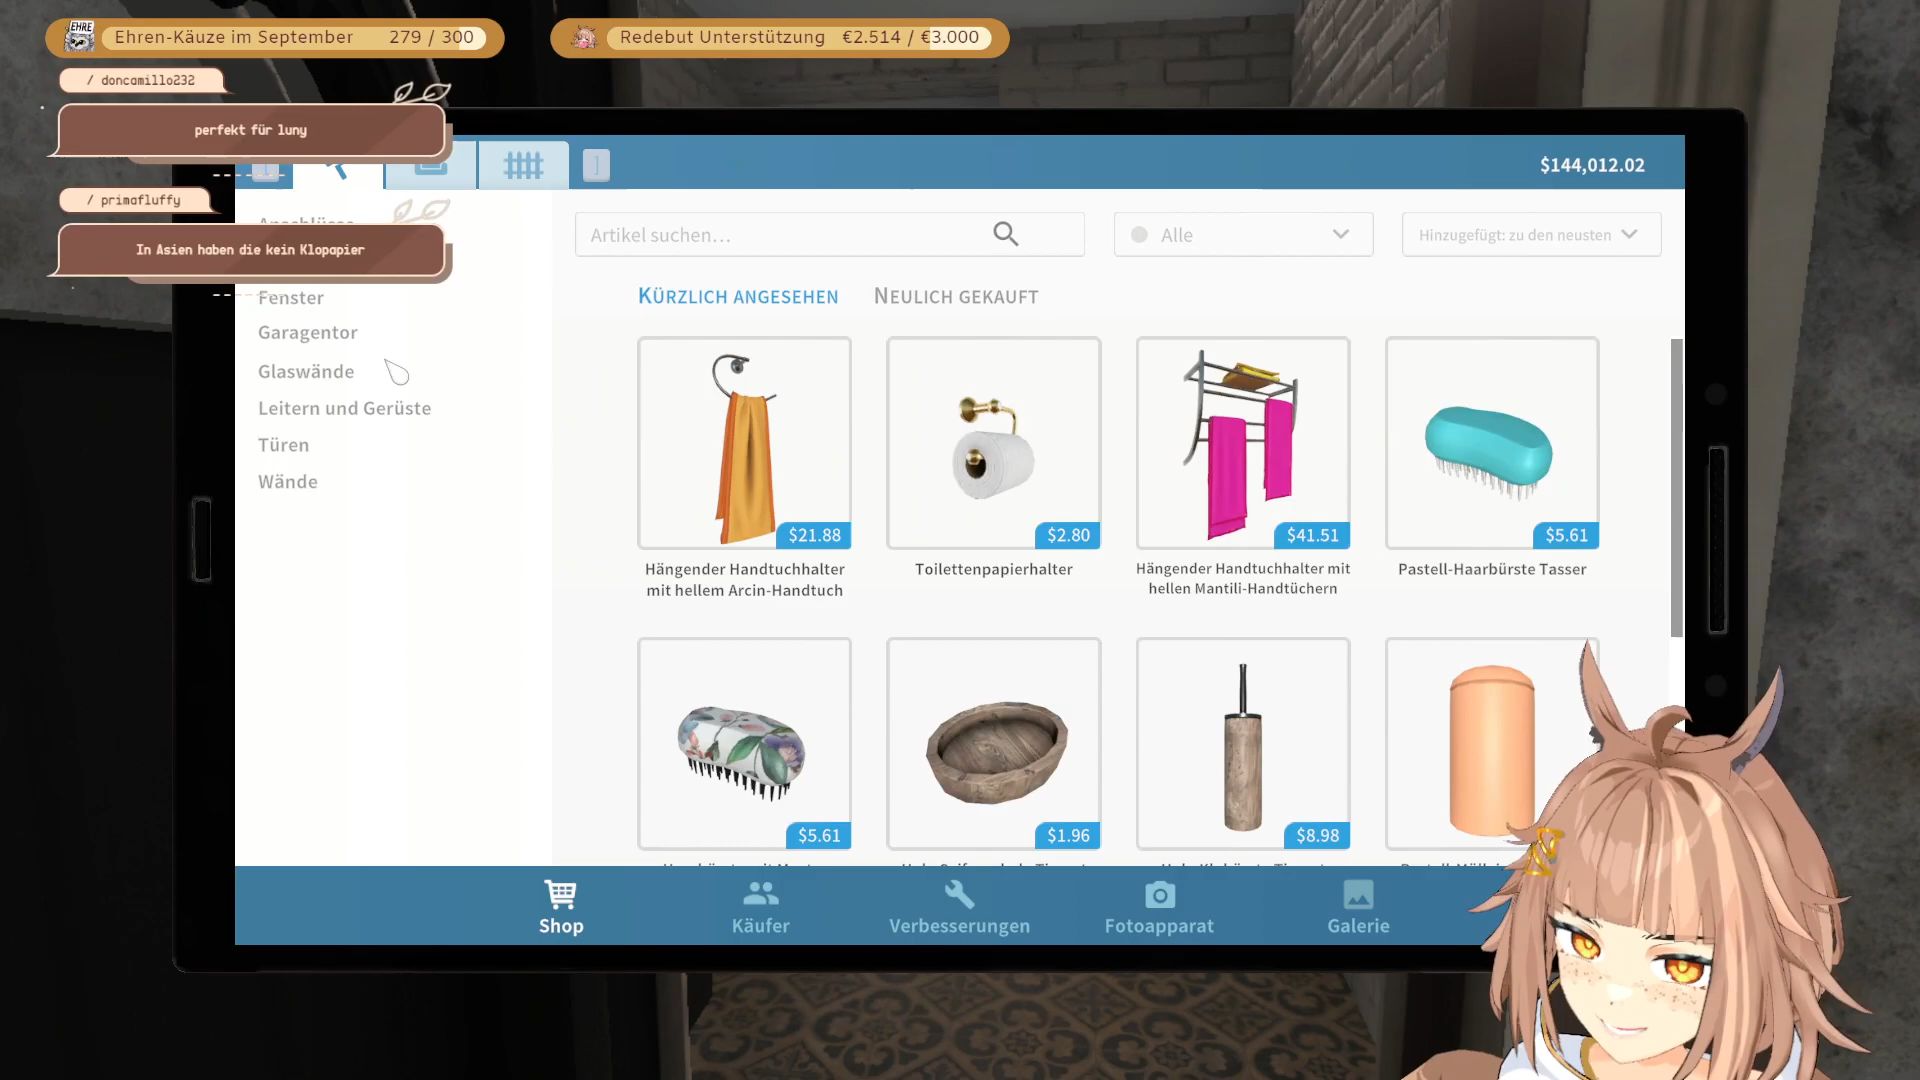 EHRE
Ehren-Käuze im September 279 / 300
Redebut Unterstützung €2.514 / €3.000
/ doncamillo232
perfekt für luny
/ primafluffy
In Asien haben die kein Klopapier
$144,012.02
Artikel suchen...
Alle
Hinzugefügt: zu den neusten
Fenster
Garagentor
Glaswände
Leitern und Gerüste
Türen
Wände
KÜRZLICH ANGESEHEN
NEULICH GEKAUFT
$21.88
$2.80
$41.51
$5.61
Hängender Handtuchhalter
mit hellem Arcin-Handtuch
Toilettenpapierhalter
Hängender Handtuchhalter mit
hellen Mantili-Handtüchern
Pastell-Haarbürste Tasser
$5.61
$1.96
$8.98
Shop
Käufer
Verbesserungen
Fotoapparat
Galerie